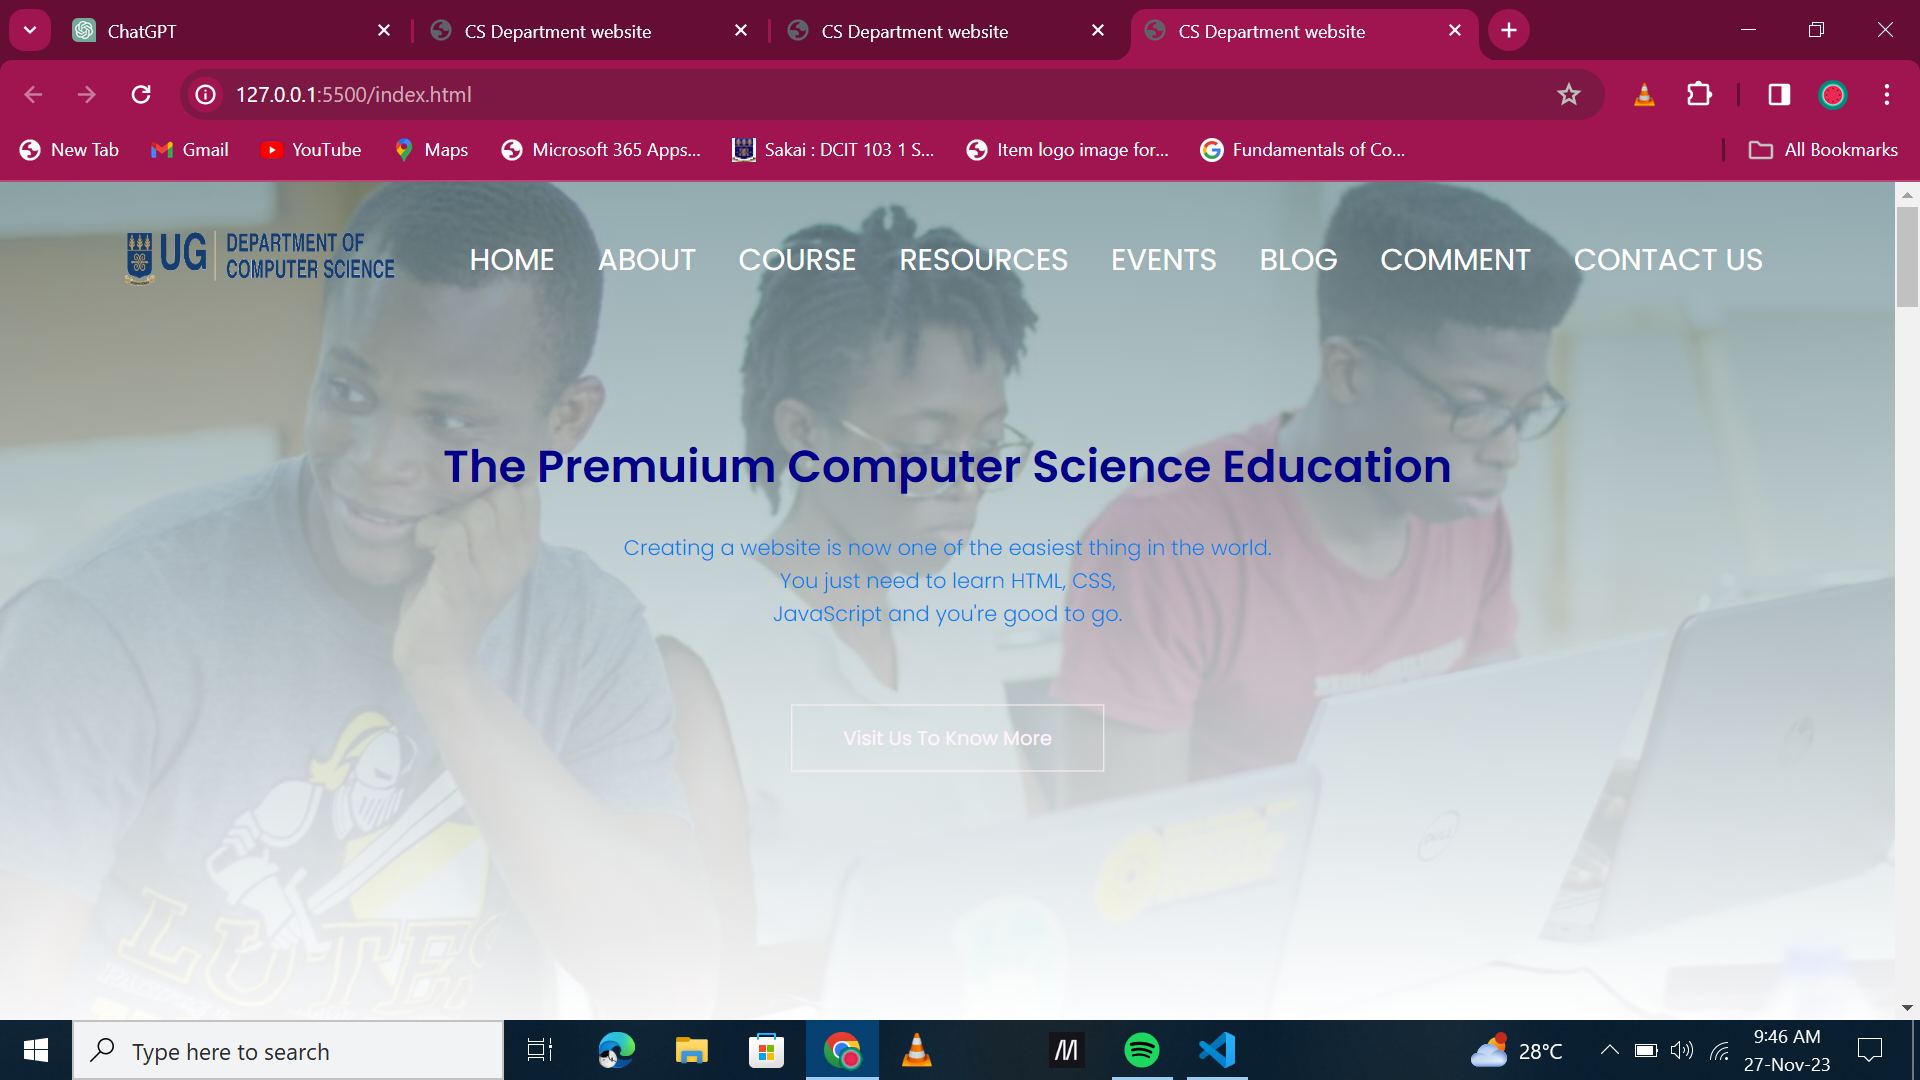 ChatGPT
CS Department website
CS Department website
CS Department website
127.0.0.1:5500/index.html
New Tab
Gmail
YouTube
Maps
Microsoft 365 Apps...
Sakai : DCIT 103 1 S...
Item logo image for...
Fundamentals of Co...
All Bookmarks
UG
DEPARTMENT OF
COMPUTER SCIENCE
HOME ABOUT COURSE RESOURCES EVENTS BLOG COMMENT CONTACT US
The Premuium Computer Science Education
Creating a website is now one of the easiest thing in the world.
You just need to learn HTML, CSS,
JavaScript and you're good to go.
Visit Us To Know More
DELL
LUTE
Type here to search
28°C
9:46 AM
27-Nov-23